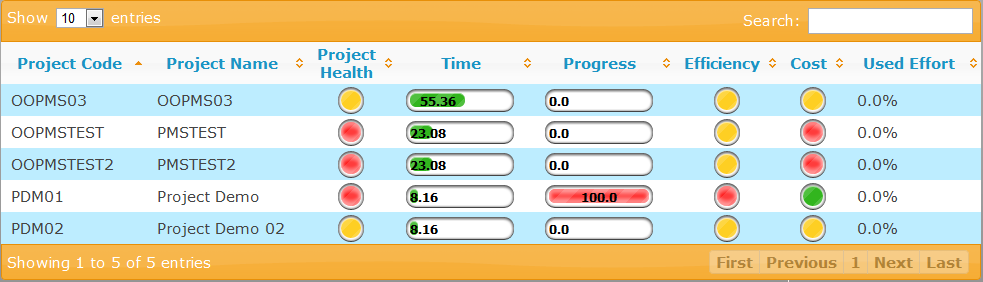 Show 10 entries Search:
Project Code Project Name Project Health Time Progress Efficiency Cost Used Effort
OOPMS03 OOPMS03 55.36 0.0 0.0%
OOPMSTEST PMSTEST 23.08 0.0 0.0%
OOPMSTEST2 PMSTEST2 23.08 0.0 0.0%
PDM01 Project Demo 8.16 100.0 0.0%
PDM02 Project Demo 02 8.16 0.0 0.0%
Showing 1 to 5 of 5 entries First Previous 1 Next Last